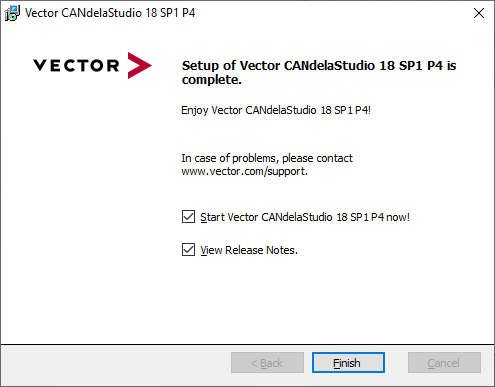 Vector CANdelaStudio 18 SP1 P4
VECTOR
Setup of Vector CANdelaStudio 18 SP1 P4 is
complete.
Enjoy Vector CANdelaStudio 18 SP1 P4!
In case of problems, please contact
www.vector.com/support.
Start Vector CANdelaStudio 18 SP1 P4 now!
View Release Notes.
< Back
Finish
Cancel